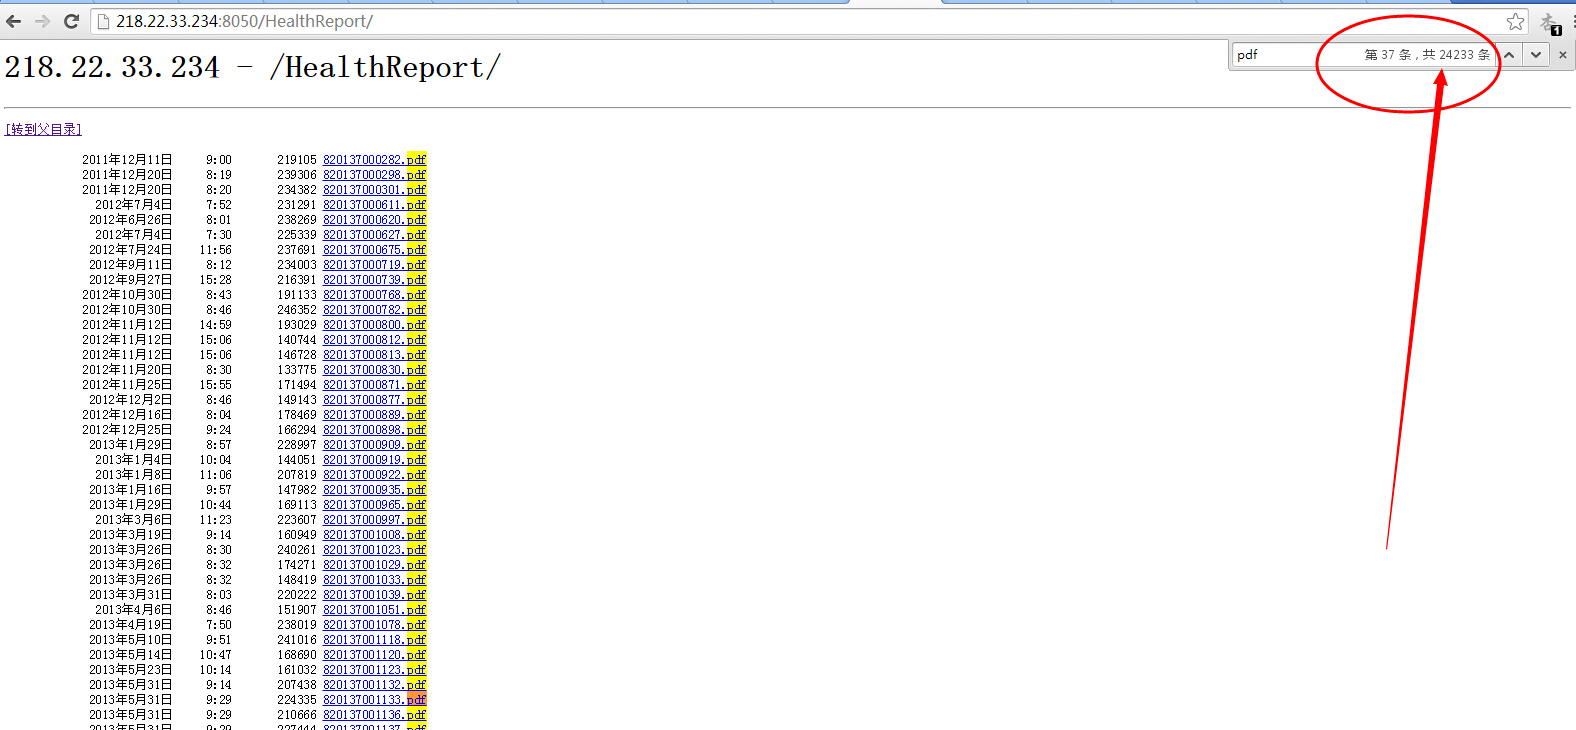 218.22.33.234:8050/HealthReport/
1
pdf 第 37 条，共 24233 条
218.22.33.234 - /HealthReport/
[转到父目录]
2011年12月11日 9:00 219105 820137000282.pdf
2011年12月20日 8:19 239306 820137000298.pdf
2011年12月20日 8:20 234382 820137000301.pdf
2012年7月4日 7:52 231291 820137000611.pdf
2012年6月26日 8:01 238269 820137000620.pdf
2012年7月4日 7:30 225339 820137000627.pdf
2012年7月24日 11:56 237691 820137000675.pdf
2012年9月11日 8:12 234003 820137000719.pdf
2012年9月27日 15:28 216391 820137000739.pdf
2012年10月30日 8:43 191133 820137000768.pdf
2012年10月30日 8:46 246352 820137000782.pdf
2012年11月12日 14:59 193029 820137000800.pdf
2012年11月12日 15:06 140744 820137000812.pdf
2012年11月12日 15:06 146728 820137000813.pdf
2012年11月20日 8:30 133775 820137000830.pdf
2012年11月25日 15:55 171494 820137000871.pdf
2012年12月2日 8:46 149143 820137000877.pdf
2012年12月16日 8:04 178469 820137000889.pdf
2012年12月25日 9:24 166294 820137000898.pdf
2013年1月29日 8:57 228997 820137000909.pdf
2013年1月4日 10:04 144051 820137000919.pdf
2013年1月8日 11:06 207819 820137000922.pdf
2013年1月16日 9:57 147982 820137000935.pdf
2013年1月29日 10:44 169113 820137000965.pdf
2013年3月6日 11:23 223607 820137000997.pdf
2013年3月19日 9:14 160949 820137001008.pdf
2013年3月26日 8:30 240261 820137001023.pdf
2013年3月26日 8:32 174271 820137001029.pdf
2013年3月26日 8:32 148419 820137001033.pdf
2013年3月31日 8:03 220222 820137001039.pdf
2013年4月6日 8:46 151907 820137001051.pdf
2013年4月19日 7:50 238019 820137001078.pdf
2013年5月10日 9:51 241016 820137001118.pdf
2013年5月14日 10:47 168690 820137001120.pdf
2013年5月23日 10:14 161032 820137001123.pdf
2013年5月31日 9:14 207438 820137001132.pdf
2013年5月31日 9:29 224335 820137001133.pdf
2013年5月31日 9:29 210666 820137001136.pdf
2013年5月31日 9:29 227444 820137001137.pdf